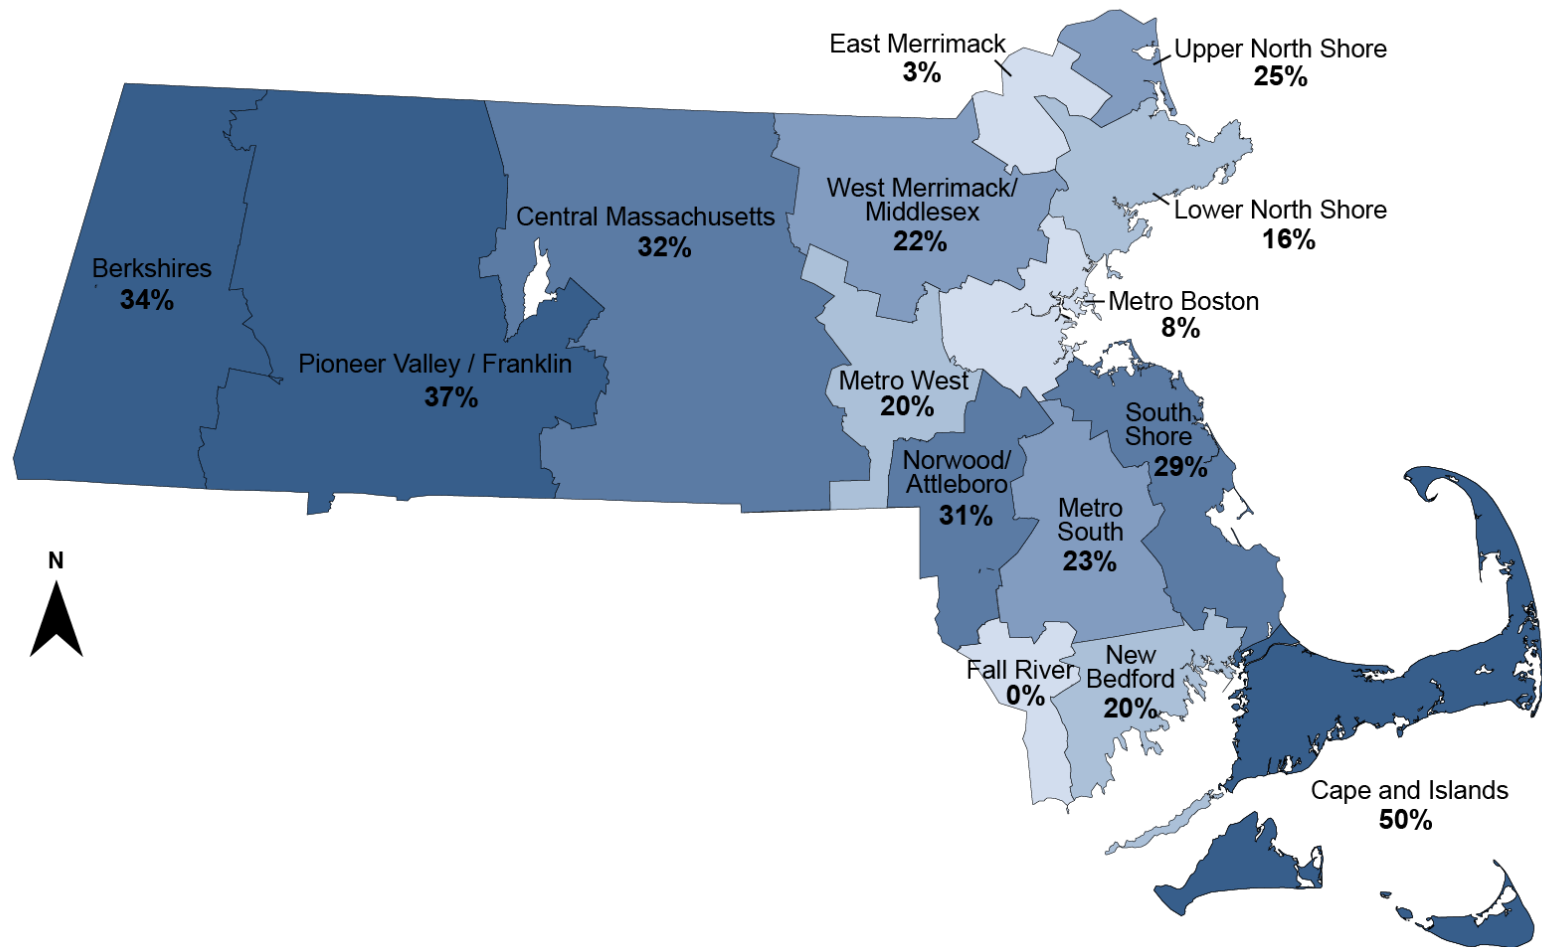 East Merrimack
3%
Upper North Shore
25%
West Merrimack/
Middlesex
22%
Central Massachusetts
32%
Lower North Shore
16%
Berkshires
34%
Metro Boston
8%
Pioneer Valley / Franklin
37%
Metro West
20%
South
Shore
29%
Norwood/
Attleboro
31%
Metro
South
23%
N
Fall River
0%
New
Bedford
20%
Cape and Islands
50%